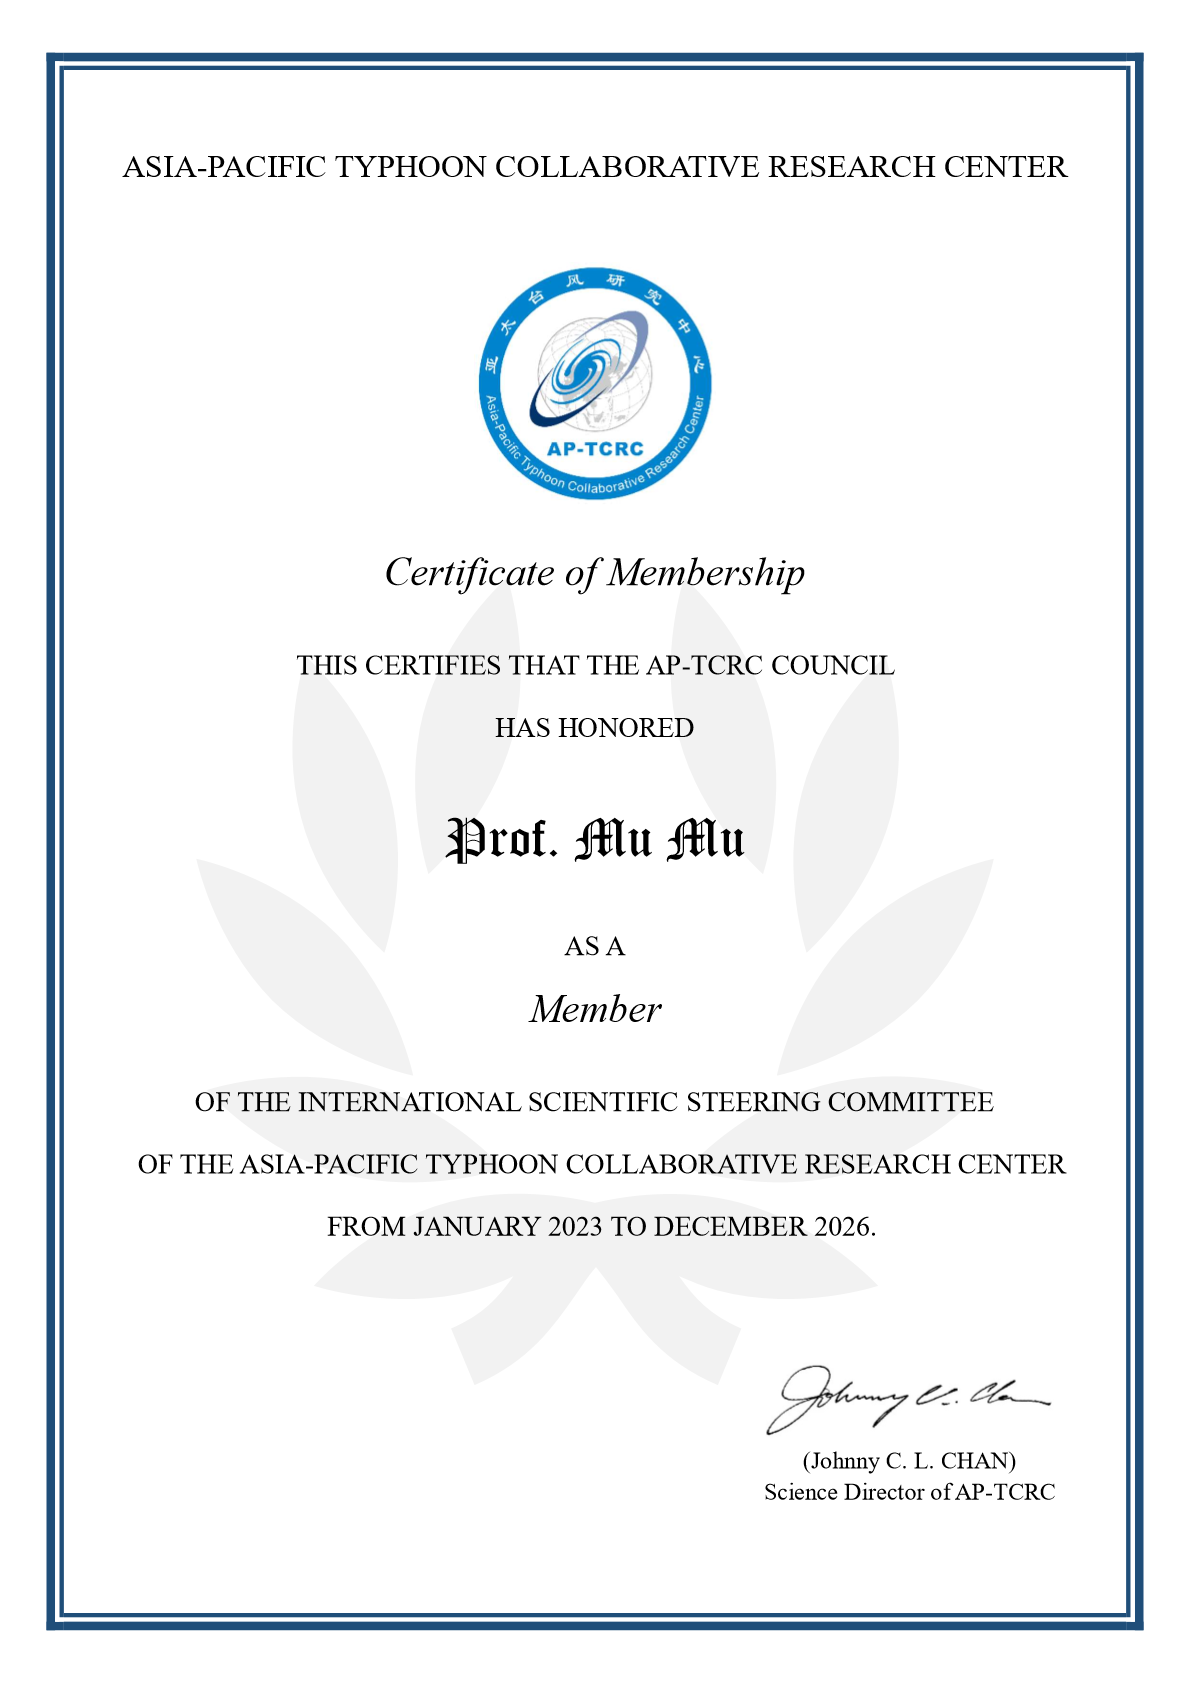 ASIA-PACIFIC TYPHOON COLLABORATIVE RESEARCH CENTER
亚太台风研究中心
AP-TCRC
Asia-Pacific Typhoon Collaborative Research Center
Certificate of Membership
THIS CERTIFIES THAT THE AP-TCRC COUNCIL
HAS HONORED
Prof. Mu Mu
AS A
Member
OF THE INTERNATIONAL SCIENTIFIC STEERING COMMITTEE
OF THE ASIA-PACIFIC TYPHOON COLLABORATIVE RESEARCH CENTER
FROM JANUARY 2023 TO DECEMBER 2026.
Johnny C. L. Chan
(Johnny C. L. CHAN)
Science Director of AP-TCRC